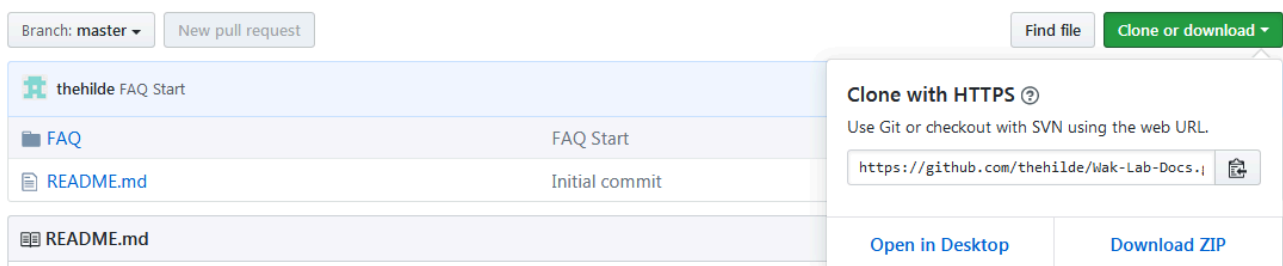 Branch: master
New pull request
Find file
Clone or download
thehilde FAQ Start
Clone with HTTPS
Use Git or checkout with SVN using the web URL.
FAQ
FAQ Start
https://github.com/thehilde/Wak-Lab-Docs.
README.md
Initial commit
README.md
Open in Desktop
Download ZIP